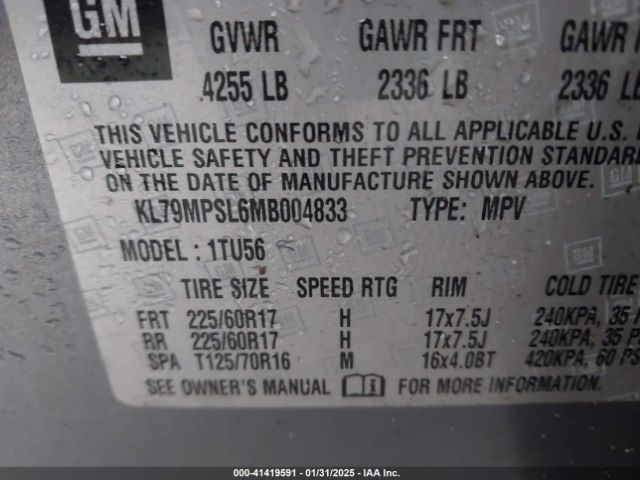 GM
GVWR GAWR FRT GAWR
4255 LB 2336 LB 2336 LB
THIS VEHICLE CONFORMS TO ALL APPLICABLE U.S.
VEHICLE SAFETY AND THEFT PREVENTION STANDAR
ON THE DATE OF MANUFACTURE SHOWN ABOVE.
KL79MPSL6MB004833 TYPE: MPV
MODEL: 1TU56
TIRE SIZE SPEED RTG RIM COLD TIRE
FRT 225/60R17 H 17x7.5J 240KPA, 35
RR 225/60R17 H 17x7.5J 240KPA, 35
SPA T125/70R16 M 16x4.0BT 420KPA, 60 PS
SEE OWNER'S MANUAL FOR MORE INFORMATION.
000-41419591 - 01/31/2025 - IAA Inc.